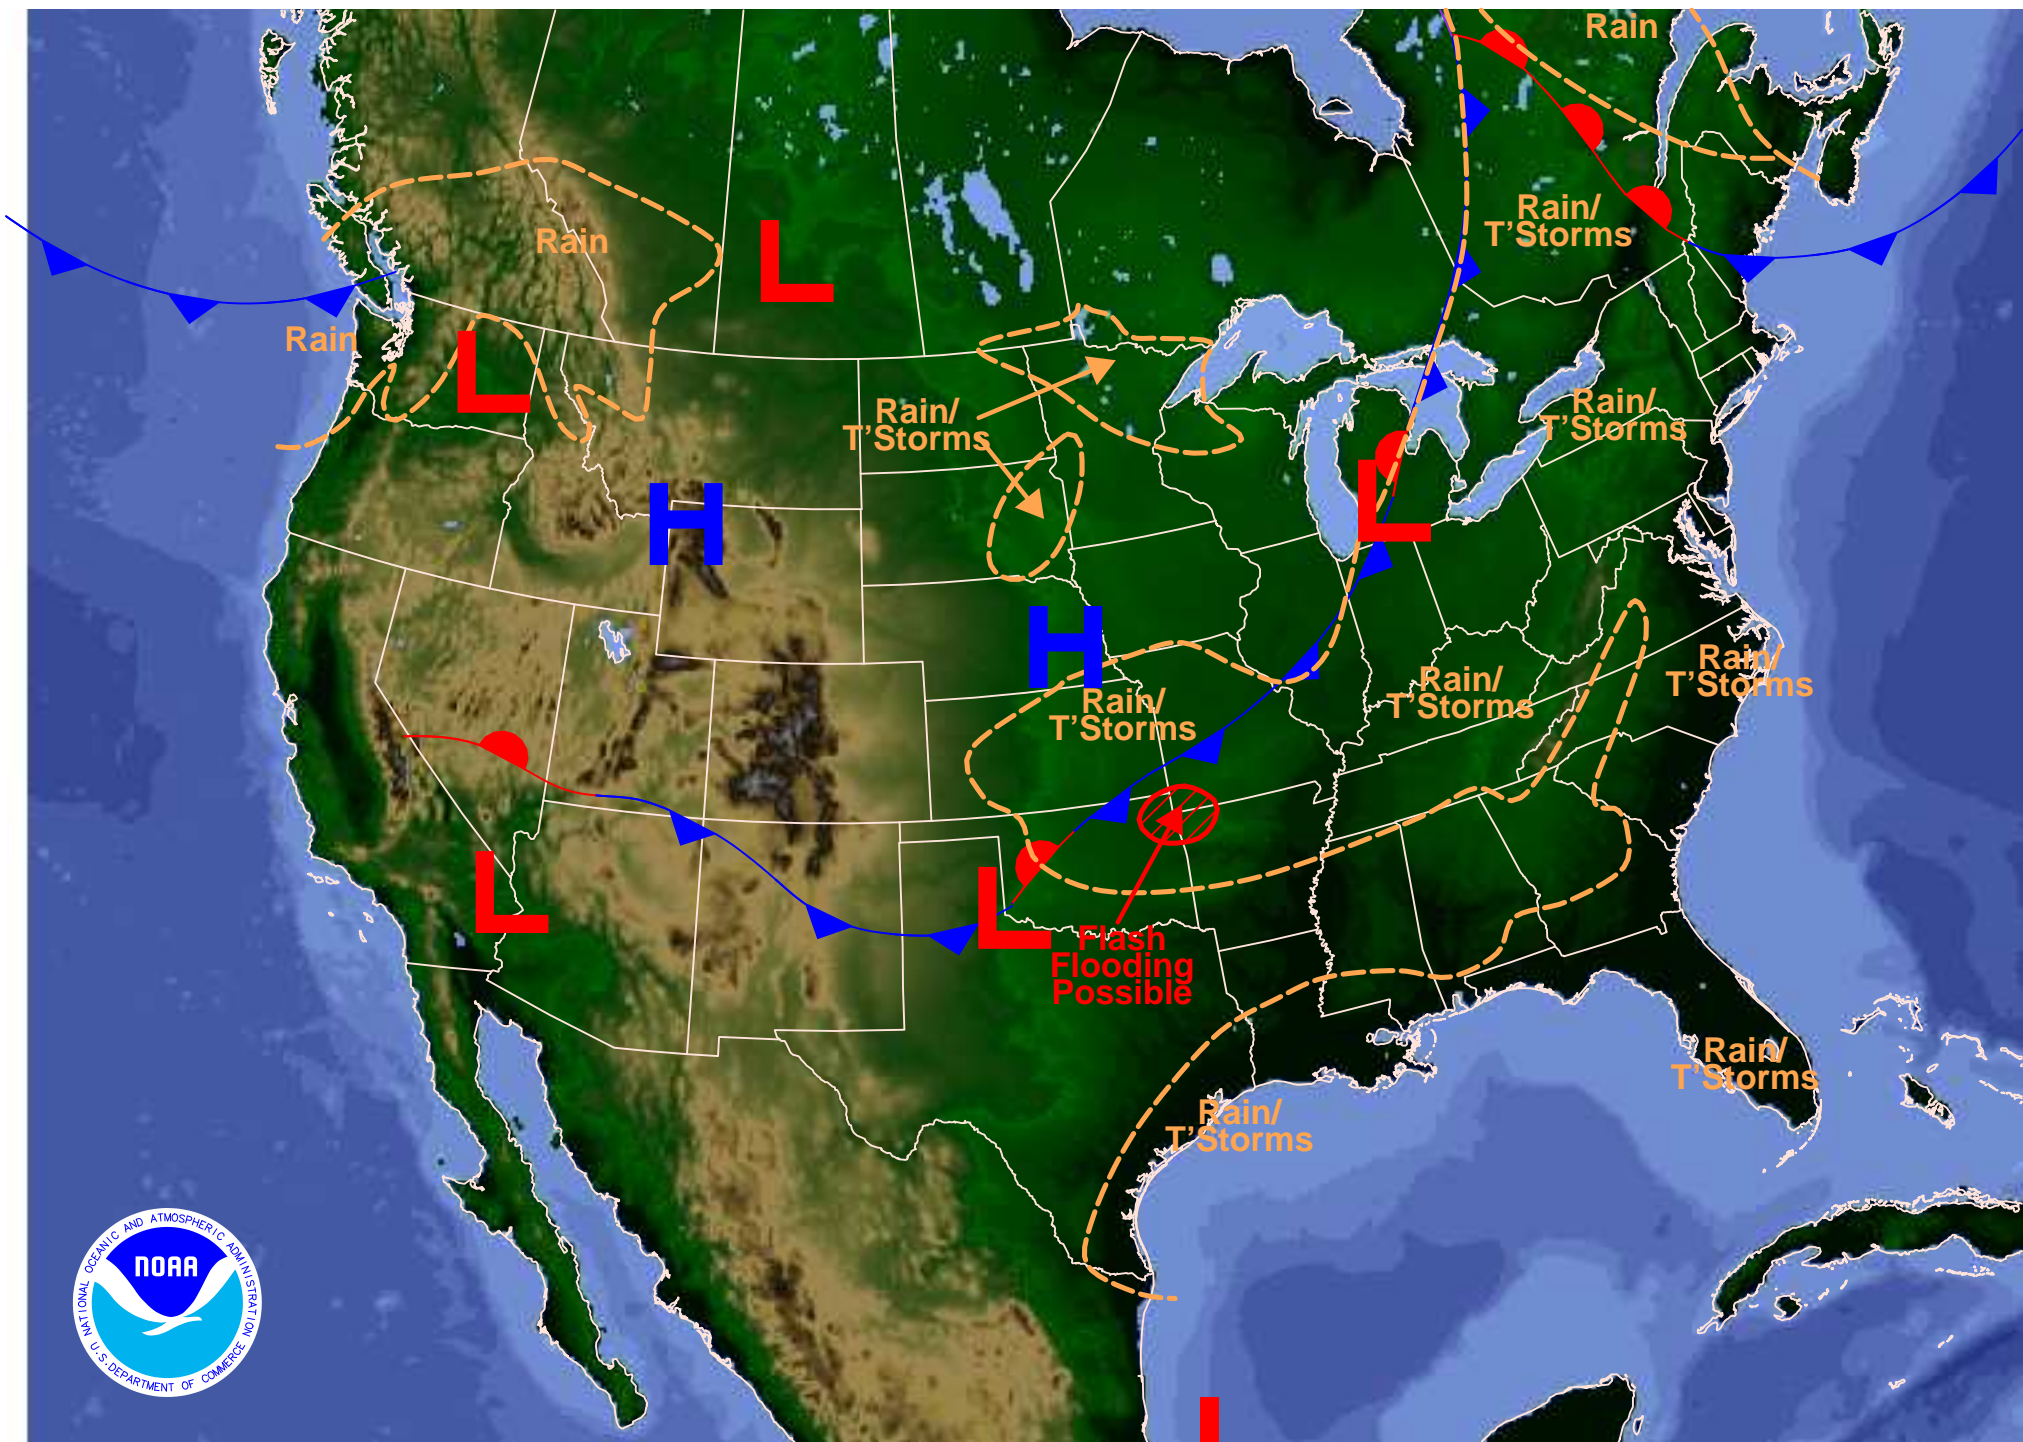 Rain
Rain/
T'Storms
Rain
L
Rain
L
Rain/
T'Storms
Rain/
T'Storms
H
L
H
Rain/
T'Storms
Rain/
T'Storms
Rain/
T'Storms
L
L
Flash
Flooding
Possible
Rain/
T'Storms
Rain/
T'Storms
NATIONAL OCEANIC AND ATMOSPHERIC ADMINISTRATION
NOAA
U.S. DEPARTMENT OF COMMERCE